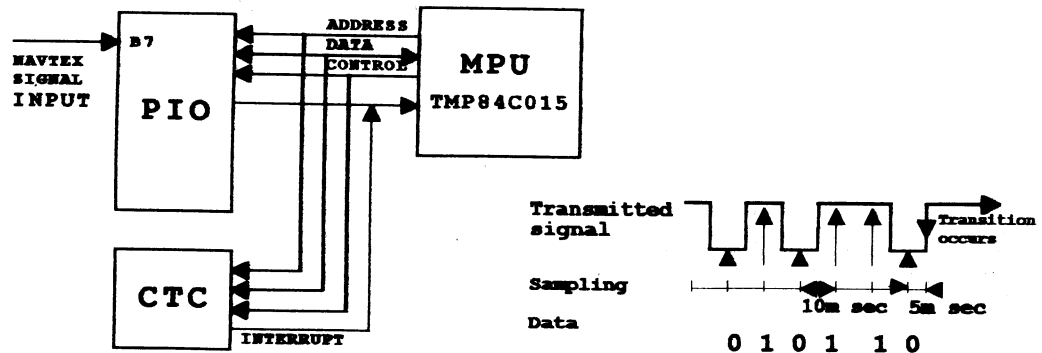 ADDRESS
B7
DATA
CONTROL
NAVTEX
SIGNAL
INPUT
PIO
MPU
TMP84C015
CTC
INTERRUPT
Transmitted
signal
Transition
occurs
Sampling
10m sec
5m sec
Data
0 1 0 1 1 0